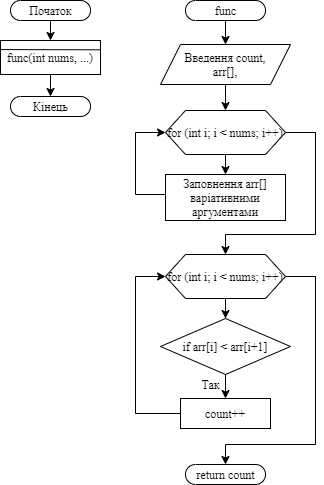 Початок
func(int nums, ...)
Кінець
func
Введення count,
arr[],
for (int i; i < nums; i++)
Заповнення arr[]
варіативними
аргументами
for (int i; i < nums; i++)
if arr[i] < arr[i+1]
Так
count++
return count